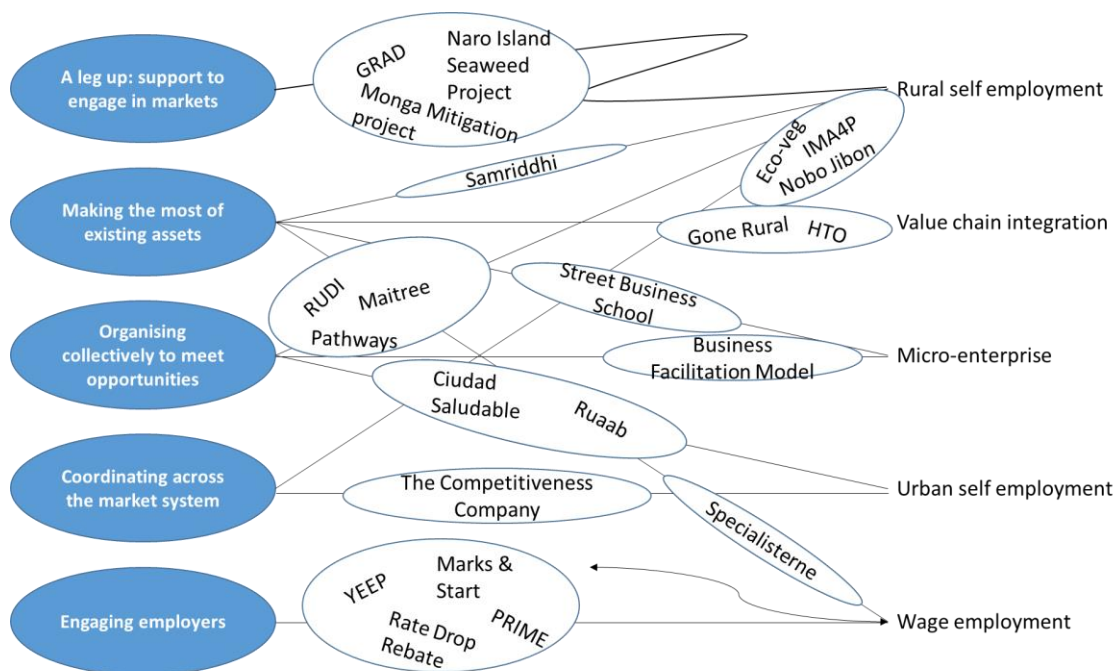 A leg up: support to
engage in markets
GRAD
Naro Island
Seaweed
Project
Monga Mitigation
project
Rural self employment
Eco-veg
IMA4P
Nobo Jibon
Samriddhi
Making the most of
existing assets
Gone Rural
HTO
Value chain integration
RUDI
Maitree
Pathways
Street Business
School
Organising
collectively to meet
opportunities
Business
Facilitation Model
Micro-enterprise
Ciudad
Saludable
Ruaab
Coordinating across
the market system
The Competitiveness
Company
Urban self employment
Specialisterne
Engaging employers
YEEP
Marks &
Start
Rate Drop
Rebate
PRIME
Wage employment